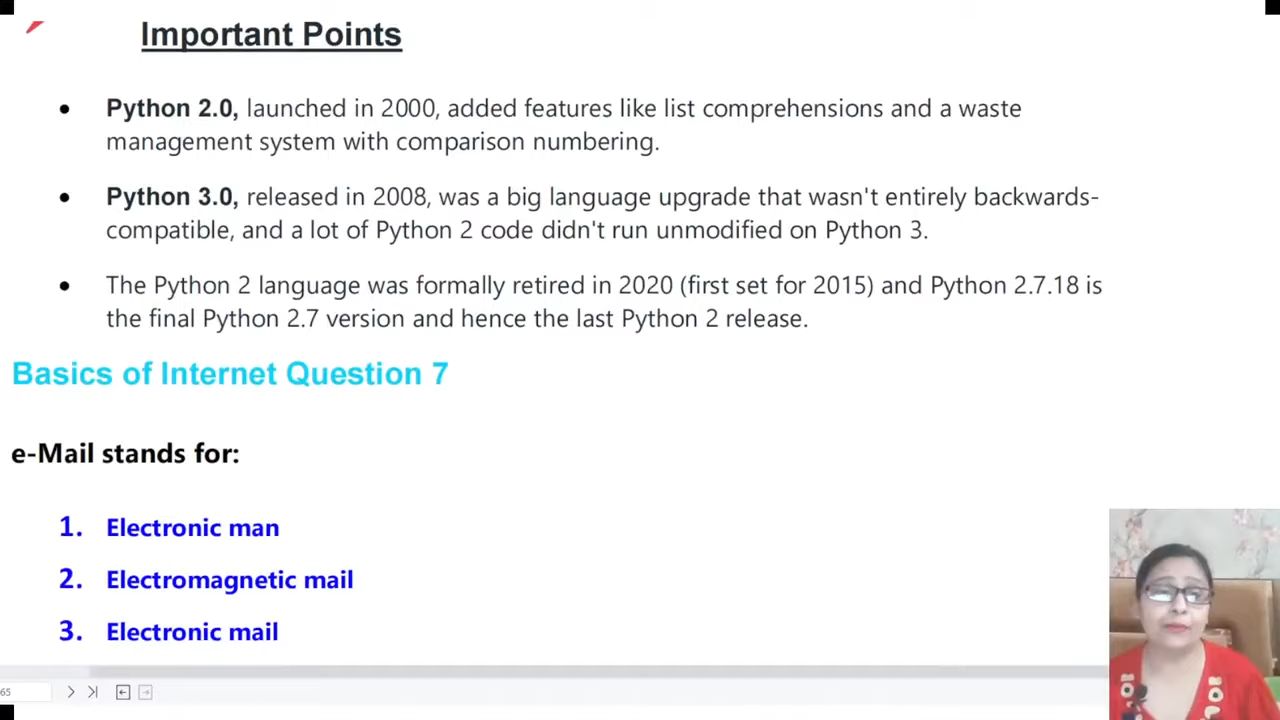 Important Points
• Python 2.0, launched in 2000, added features like list comprehensions and a waste
management system with comparison numbering.
• Python 3.0, released in 2008, was a big language upgrade that wasn't entirely backwards-
compatible, and a lot of Python 2 code didn't run unmodified on Python 3.
• The Python 2 language was formally retired in 2020 (first set for 2015) and Python 2.7.18 is
the final Python 2.7 version and hence the last Python 2 release.
Basics of Internet Question 7
e-Mail stands for:
1. Electronic man
2. Electromagnetic mail
3. Electronic mail
65